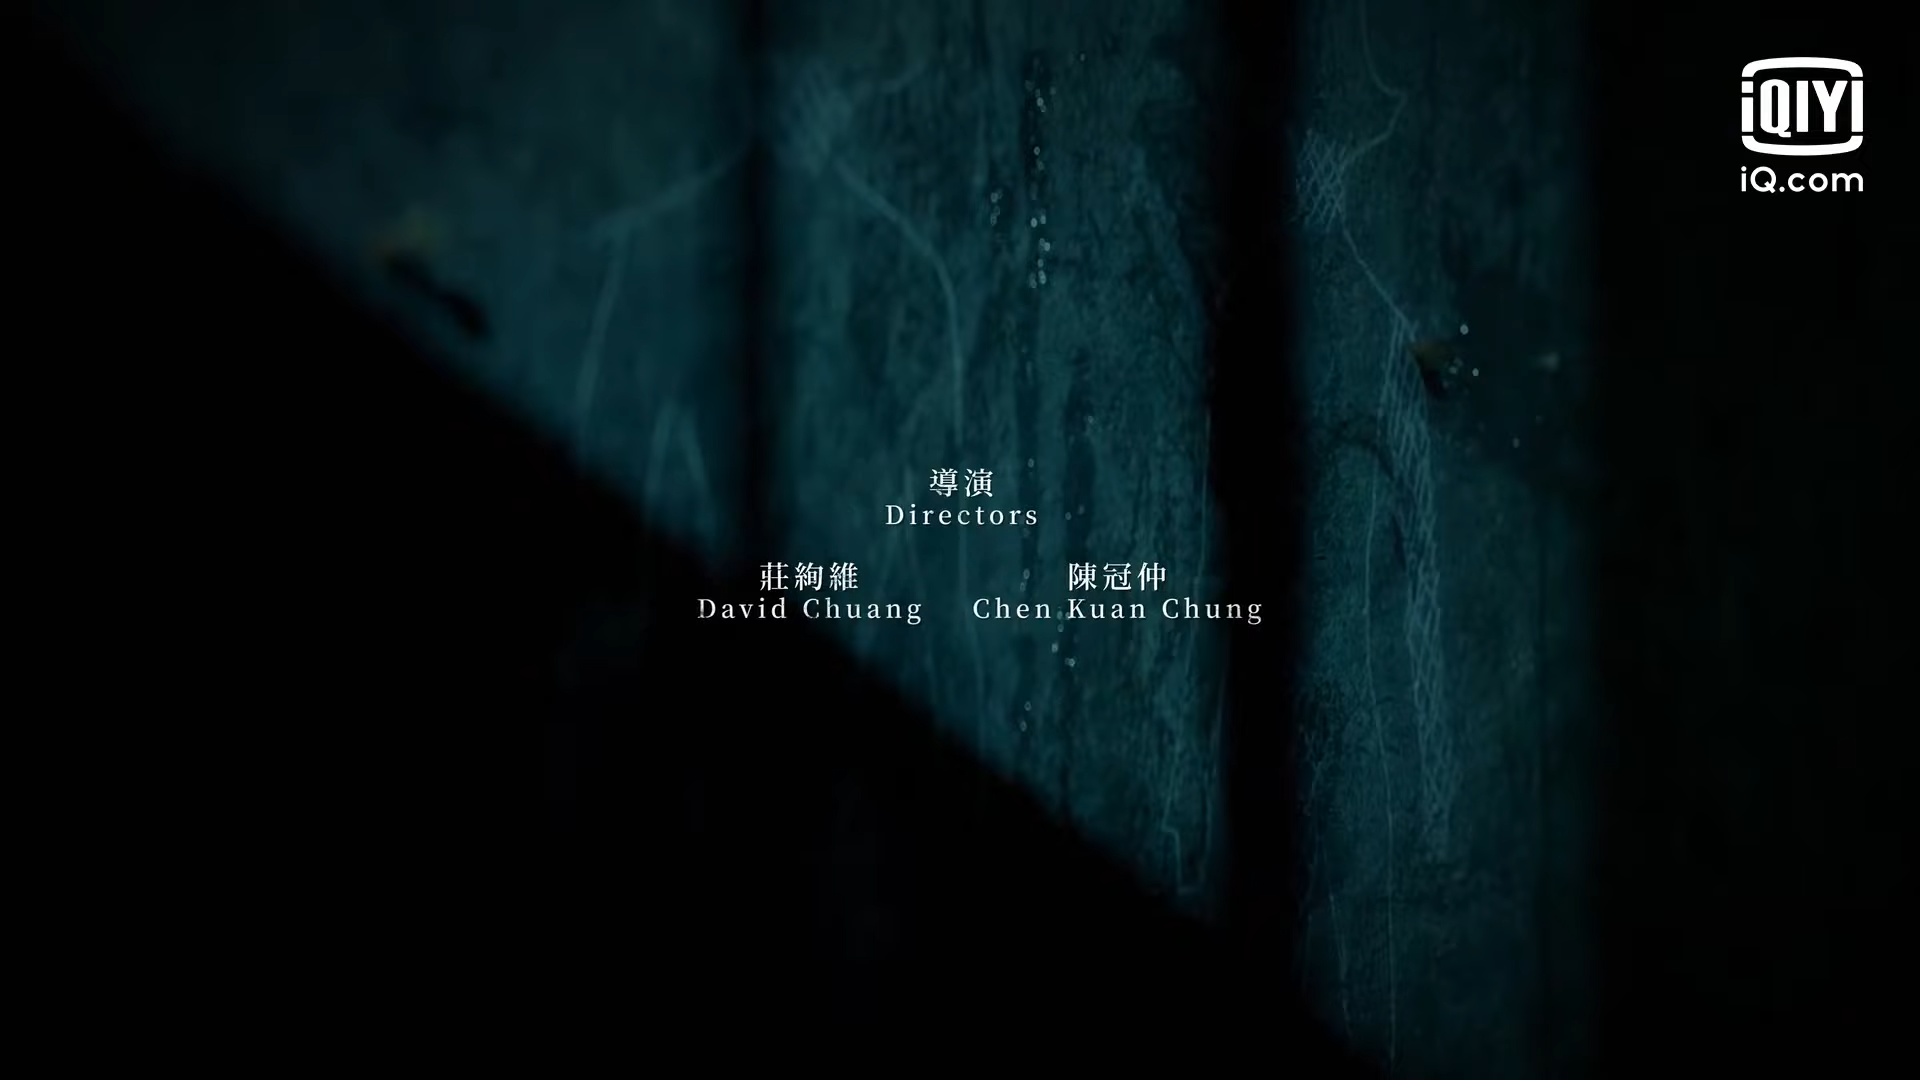 iQIYI
iQ.com
導演
Directors
莊絢維 陳冠仲
David Chuang Chen Kuan Chung